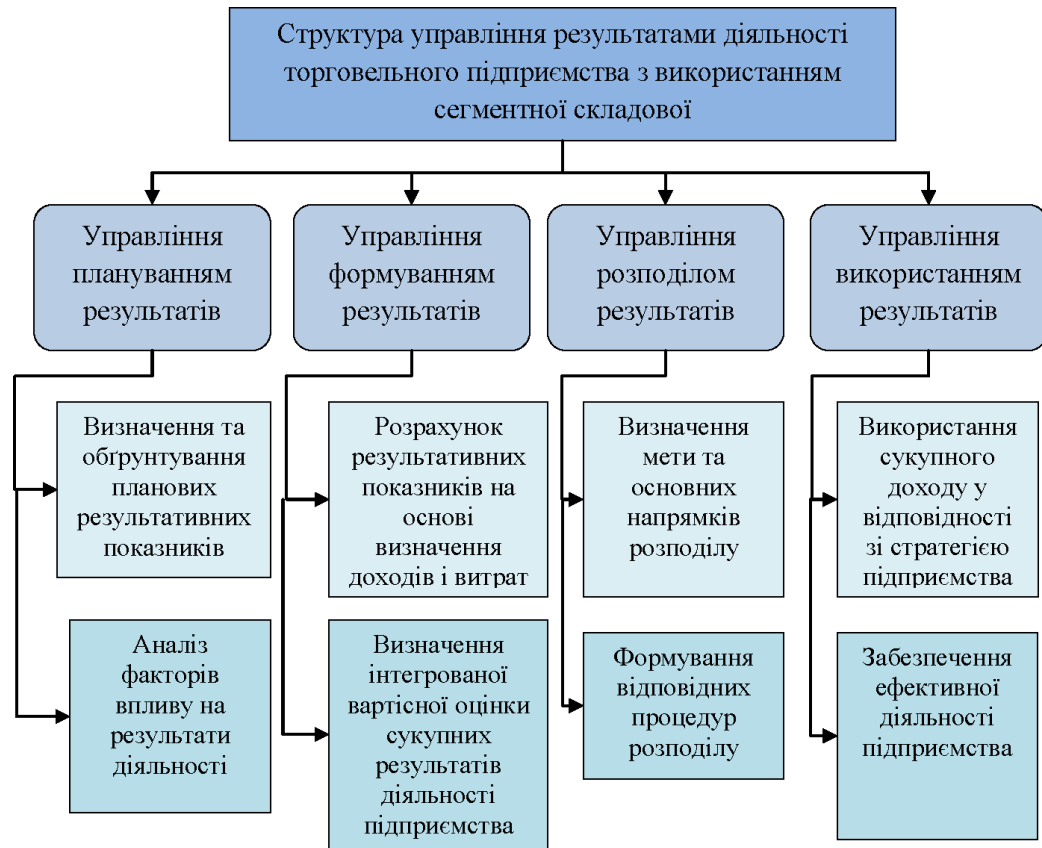 Структура управління результатами діяльності
торговельного підприємства з використанням
сегментної складової
Управління
плануванням
результатів
Управління
формуванням
результатів
Управління
розподілом
результатів
Управління
використанням
результатів
Визначення та
обґрунтування
планових
результативних
показників
Розрахунок
результативних
показників на
основі
визначення
доходів і витрат
Визначення
мети та
основних
напрямків
розподілу
Використання
сукупного
доходу у
відповідності
зі стратегією
підприємства
Аналіз
факторів
впливу на
результати
діяльності
Визначення
інтегрованої
вартісної оцінки
сукупних
результатів
діяльності
підприємства
Формування
відповідних
процедур
розподілу
Забезпечення
ефективної
діяльності
підприємства